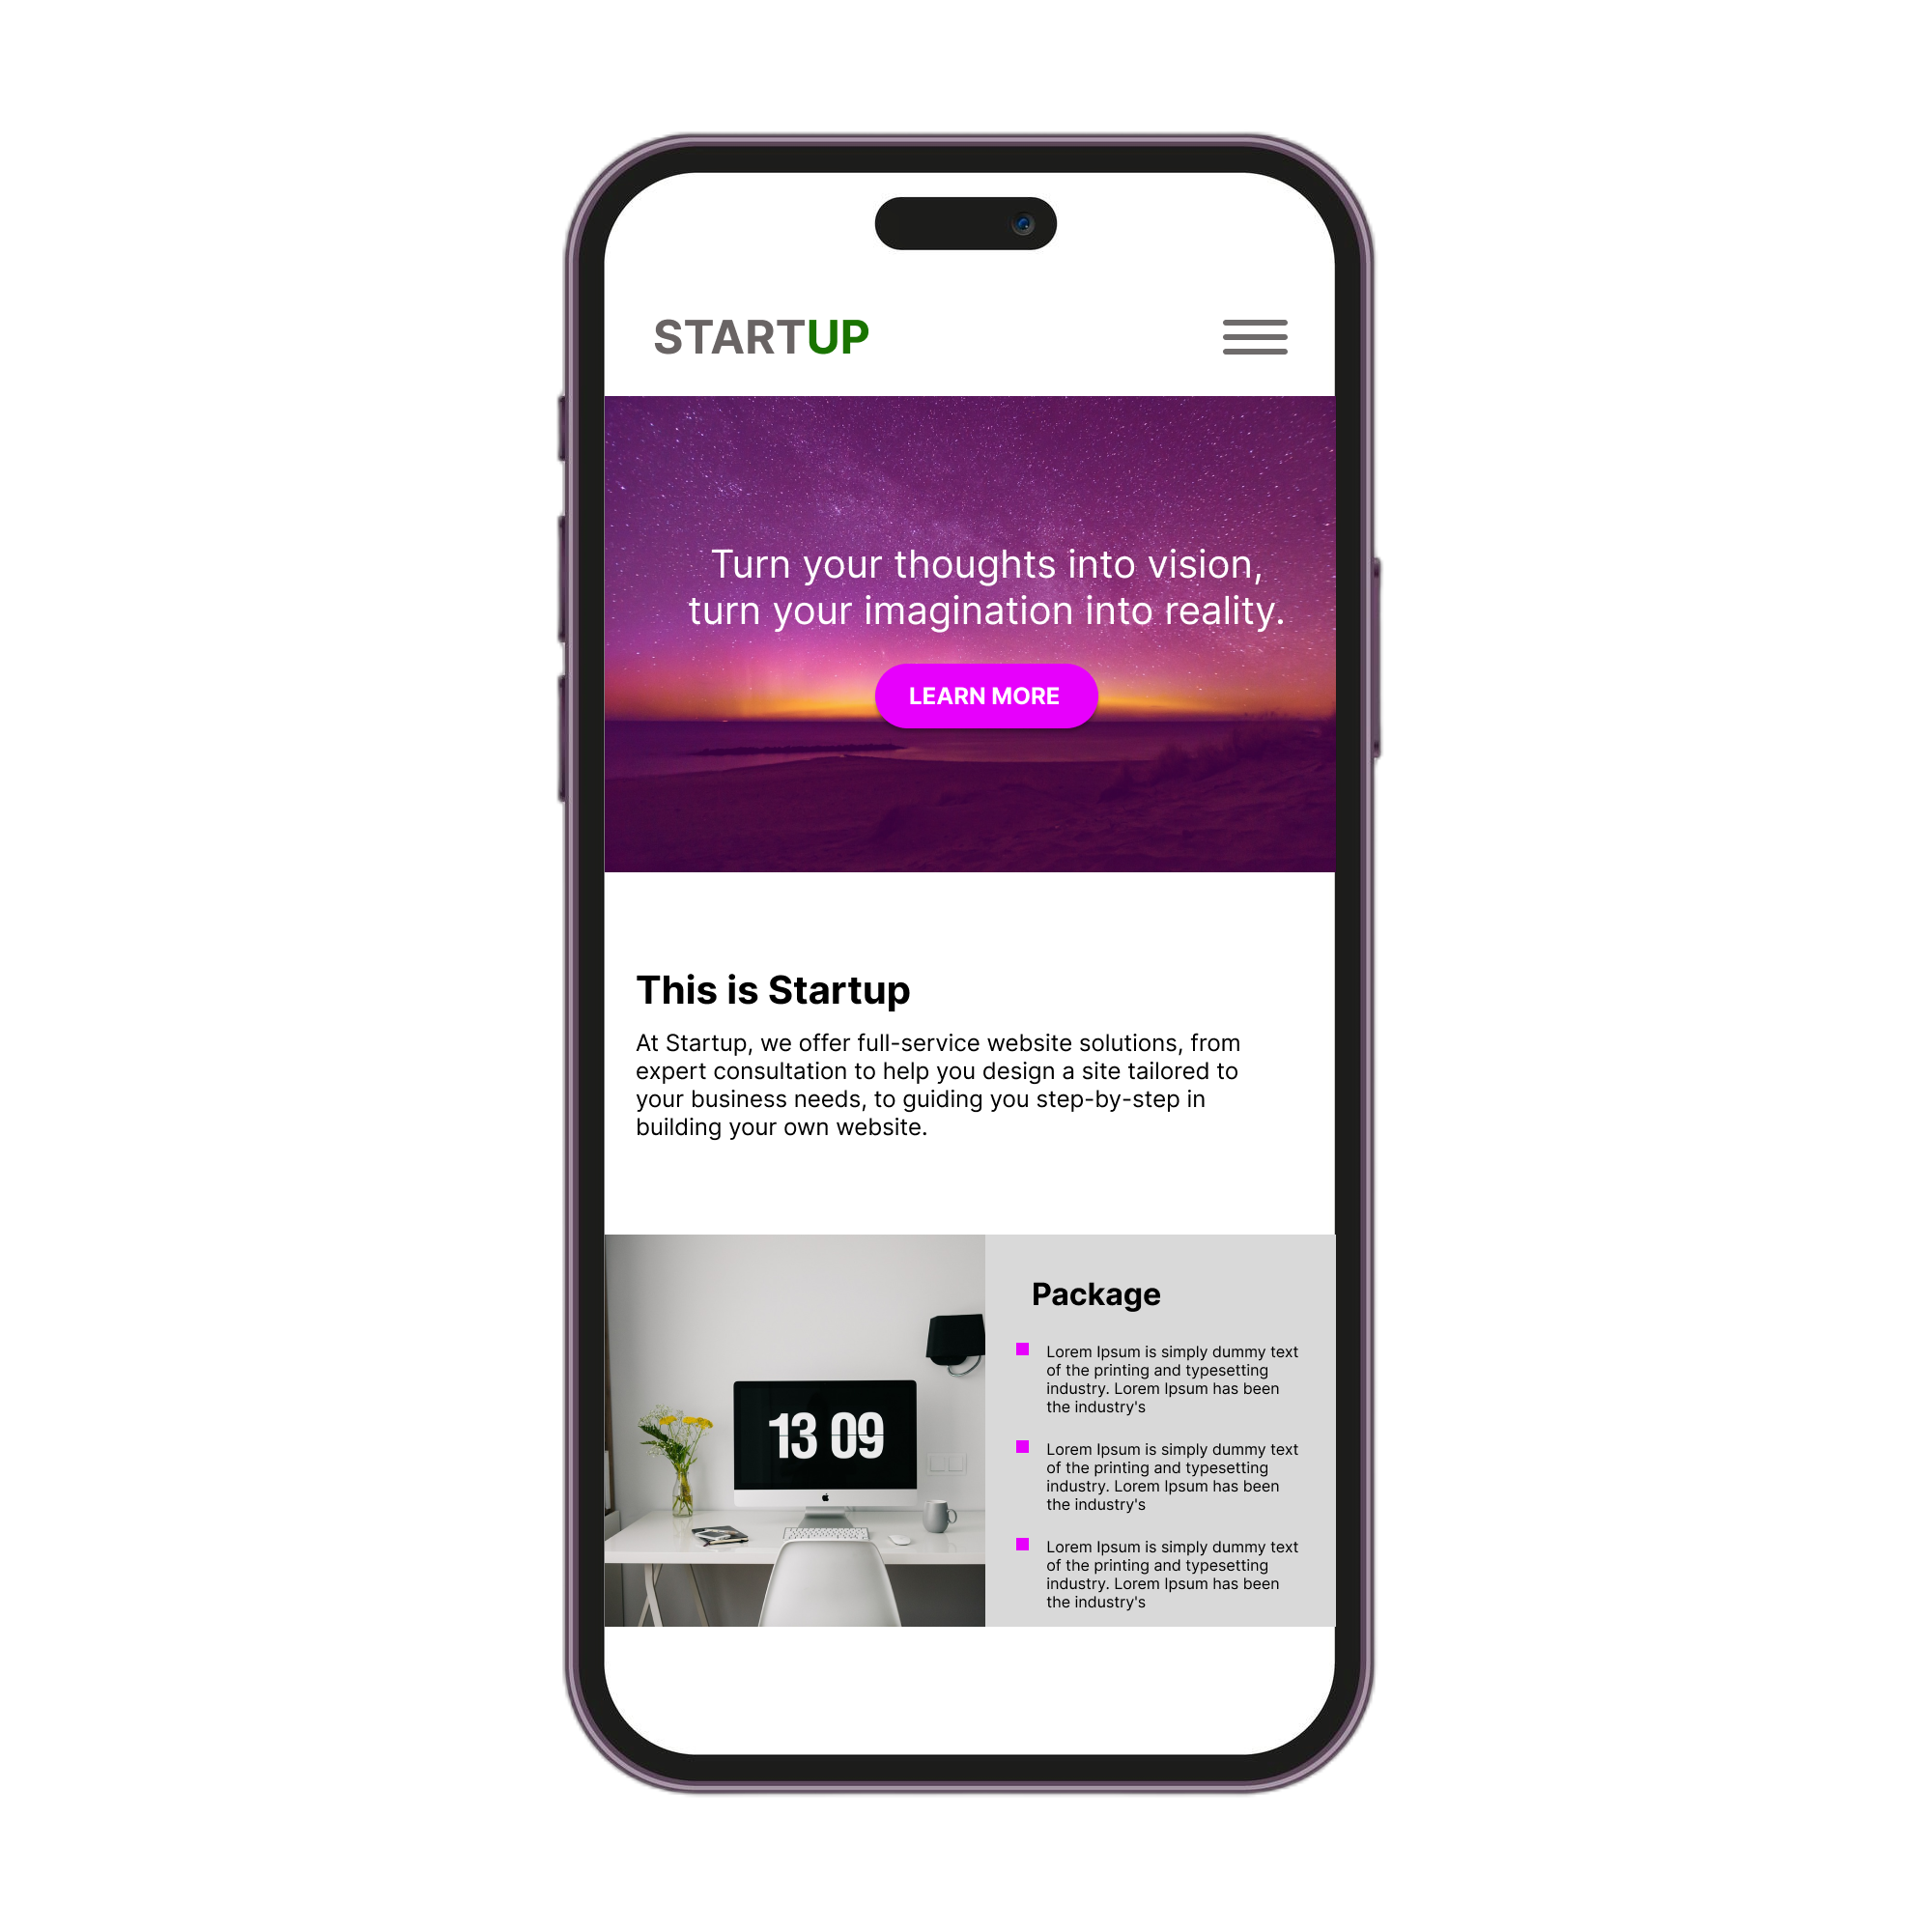 STARTUP
Turn your thoughts into vision,
turn your imagination into reality.
LEARN MORE
This is Startup
At Startup, we offer full-service website solutions, from
expert consultation to help you design a site tailored to
your business needs, to guiding you step-by-step in
building your own website.
13 09
Package
Lorem Ipsum is simply dummy text
of the printing and typesetting
industry. Lorem Ipsum has been
the industry's
Lorem Ipsum is simply dummy text
of the printing and typesetting
industry. Lorem Ipsum has been
the industry's
Lorem Ipsum is simply dummy text
of the printing and typesetting
industry. Lorem Ipsum has been
the industry's